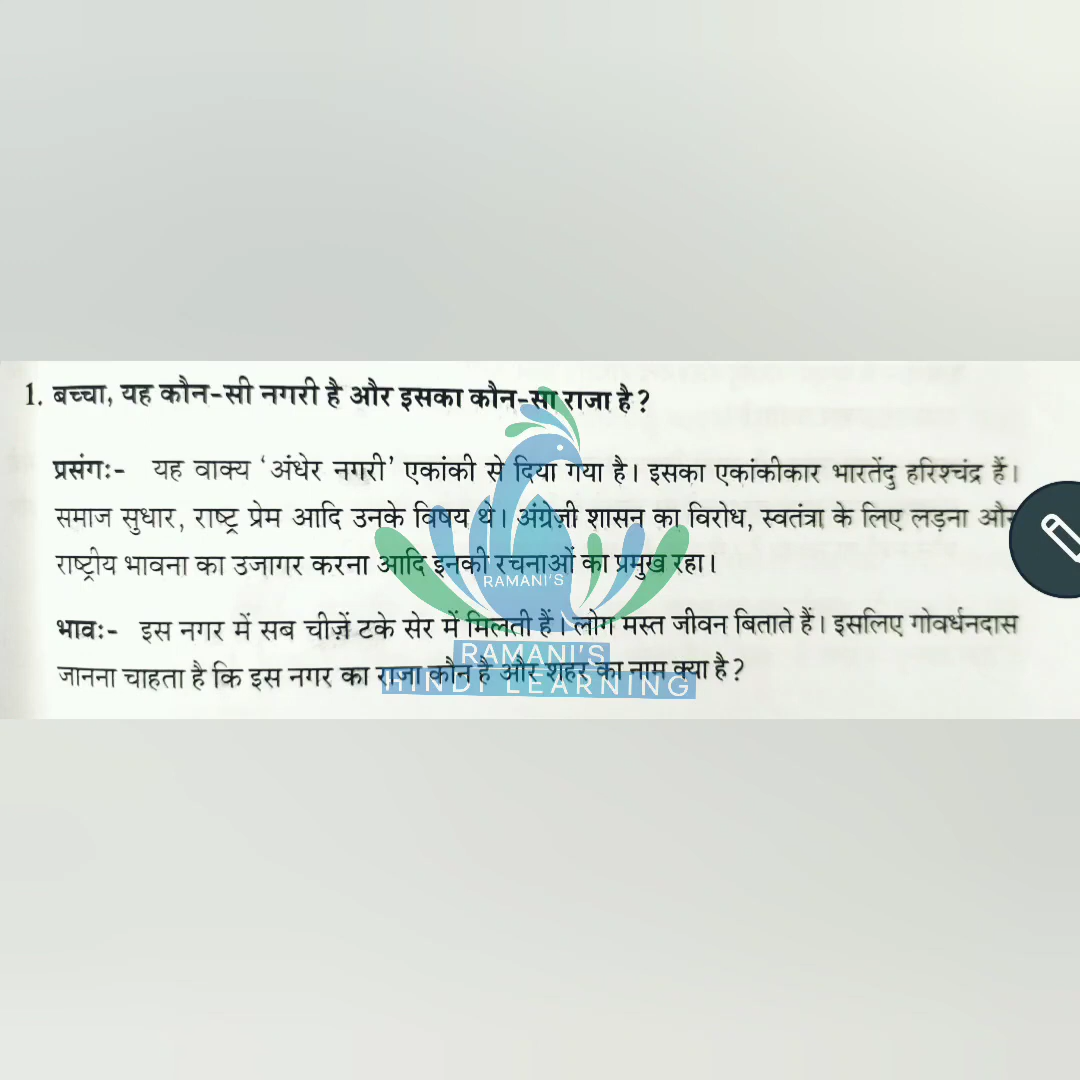 1. बच्चा, यह कौन-सी नगरी है और इसका कौन-सा राजा है?
प्रसंगः- यह वाक्य 'अंधेर नगरी' एकांकी से दिया गया है। इसका एकांकीकार भारतेंदु हरिश्चंद्र हैं।
समाज सुधार, राष्ट्र प्रेम आदि उनके विषय थे। अंग्रेज़ी शासन का विरोध, स्वतंत्रा के लिए लड़ना और
राष्ट्रीय भावना का उजागर करना आदि इनकी रचनाओं का प्रमुख रहा।
RAMANI'S
भावः- इस नगर में सब चीज़ें टके सेर में मिलती हैं। लोग मस्त जीवन बिताते हैं। इसलिए गोवर्धनदास
जानना चाहता है कि इस नगर का राजा कौन है और शहर का नाम क्या है?
RAMANI'S
HINDI LEARNING